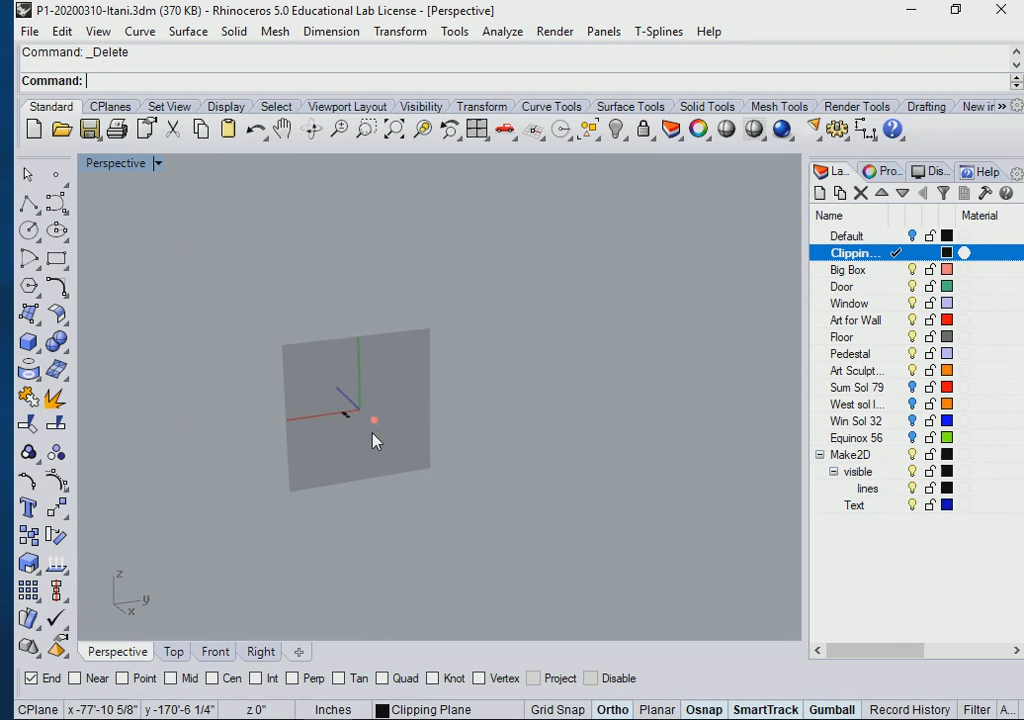 P1-20200310-Itani.3dm (370 KB) - Rhinoceros 5.0 Educational Lab License - [Perspective]
File Edit View Curve Surface Solid Mesh Dimension Transform Tools Analyze Render Panels T-Splines Help
Command: _Delete
Command:
Standard CPlanes Set View Display Select Viewport Layout Visibility Transform Curve Tools Surface Tools Solid Tools Mesh Tools Render Tools Drafting New in »
Perspective
La... Pro... Dis... Help
Name Material
Default
Clippin...
Big Box
Door
Window
Art for Wall
Floor
Pedestal
Art Sculpt...
Sum Sol 79
West sol l...
Win Sol 32
Equinox 56
Make2D
visible
lines
Text
z
y
x
Perspective Top Front Right
End Near Point Mid Cen Int Perp Tan Quad Knot Vertex Project Disable
CPlane x -77'-10 5/8" y -170'-6 1/4" z 0" Inches Clipping Plane Grid Snap Ortho Planar Osnap SmartTrack Gumball Record History Filter A...